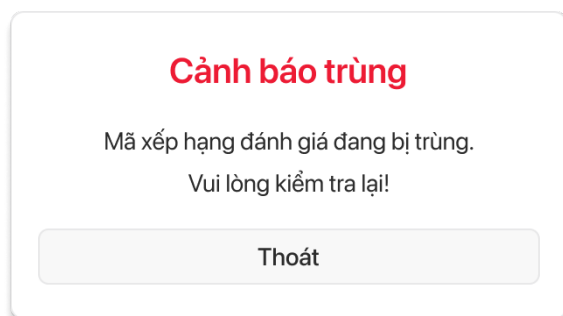 Cảnh báo trùng
Mã xếp hạng đánh giá đang bị trùng.
Vui lòng kiểm tra lại!
Thoát